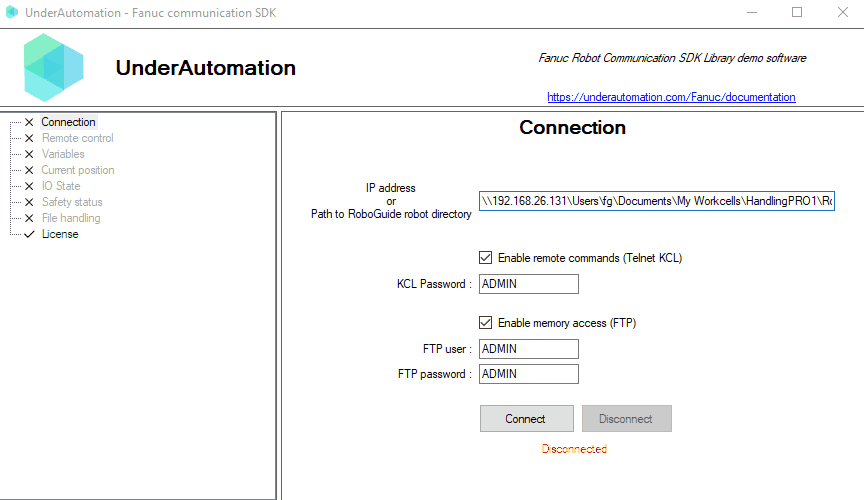 UnderAutomation - Fanuc communication SDK
UnderAutomation
Fanuc Robot Communication SDK Library demo software
https://underautomation.com/Fanuc/documentation
Connection
Remote control
Variables
Current position
IO State
Safety status
File handling
License
Connection
IP address
or
Path to RoboGuide robot directory
\\192.168.26.131\Users\fg\Documents\My Workcells\HandlingPRO1\Ro
Enable remote commands (Telnet KCL)
KCL Password : ADMIN
Enable memory access (FTP)
FTP user : ADMIN
FTP password : ADMIN
Connect Disconnect
Disconnected